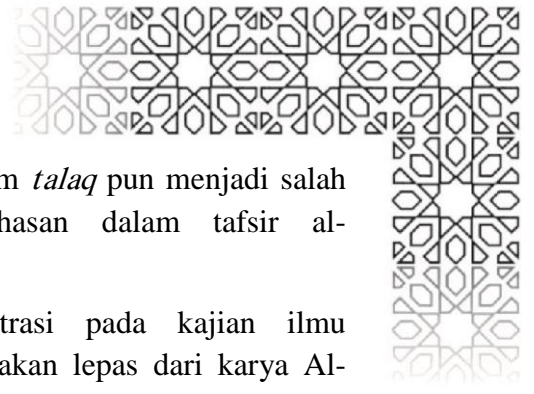 m talaq pun menjadi salah
hasan dalam tafsir al-
trasi pada kajian ilmu
akan lepas dari karya Al-